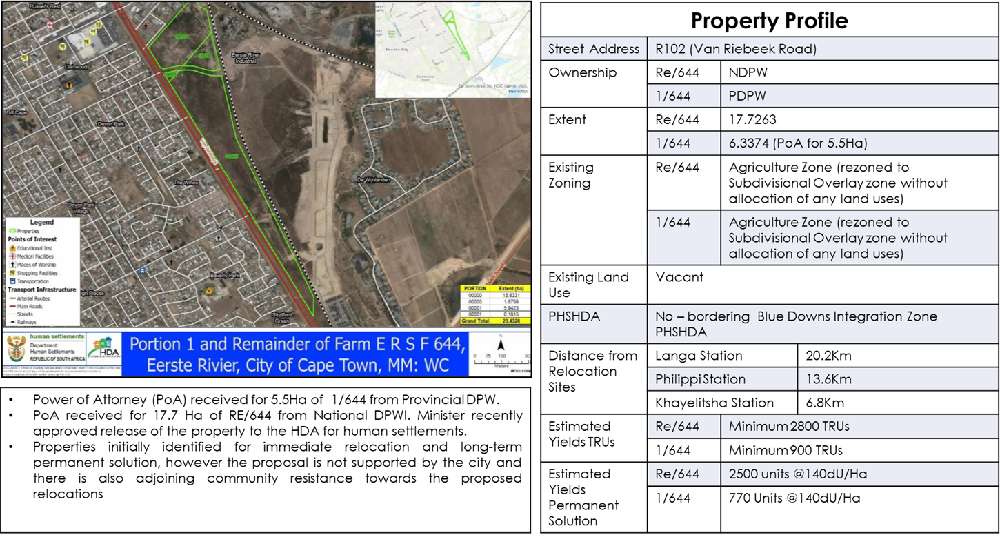 Russel's Rest
Clairwood
Eerste River
Industrial
Gill Cape
Devon Park
The Wines
De Wijnlanden
Devon Park
Village
Beverly Park
Stratford
Green
Van Riebeeck
Electric City
00000
00000
00001
00001
Legend
Properties
Points of Interest
Educational Inst
Medical Facilities
Places of Worship
Shopping Facilities
Transportation
Transport Infrastructure
Arterial Routes
Main Roads
Streets
Railways
PORTION Extent (ha)
00000 15.6331
00000 1.6758
00001 5.9423
00001 0.1815
Grand Total 23.4328
human settlements
Department:
Human Settlements
REPUBLIC OF SOUTH AFRICA
HDA
Portion 1 and Remainder of Farm E R S F 644,
Eerste Rivier, City of Cape Town, MM: WC
N
0 75 150
Meters
• Power of Attorney (PoA) received for 5.5Ha of 1/644 from Provincial DPW.
• PoA received for 17.7 Ha of RE/644 from National DPWI. Minister recently
approved release of the property to the HDA for human settlements.
• Properties initially identified for immediate relocation and long-term
permanent solution, however the proposal is not supported by the city and
there is also adjoining community resistance towards the proposed
relocations
Property Profile
Street Address R102 (Van Riebeek Road)
Ownership Re/644 NDPW
1/644 PDPW
Extent Re/644 17.7263
1/644 6.3374 (PoA for 5.5Ha)
Existing Re/644 Agriculture Zone (rezoned to
Zoning Subdivisional Overlay zone without
allocation of any land uses)
1/644 Agriculture Zone (rezoned to
Subdivisional Overlay zone without
allocation of any land uses)
Existing Land Vacant
Use
PHSHDA No – bordering Blue Downs Integration Zone
PHSHDA
Distance from Langa Station 20.2Km
Relocation Philippi Station 13.6Km
Sites Khayelitsha Station 6.8Km
Estimated Re/644 Minimum 2800 TRUs
Yields TRUs 1/644 Minimum 900 TRUs
Estimated Re/644 2500 units @140dU/Ha
Yields 1/644 770 Units @140dU/Ha
Permanent
Solution